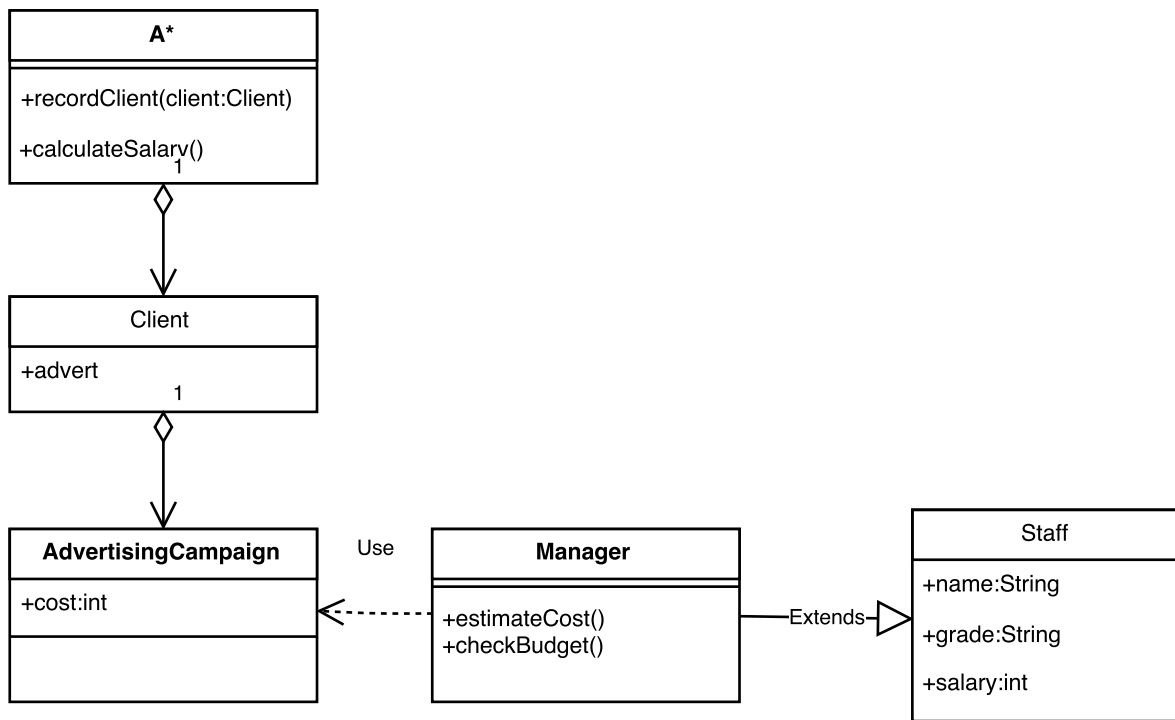 A*
+recordClient(client:Client)
+calculateSalary()
1
Client
+advert
1
AdvertisingCampaign
+cost:int
Use
Manager
+estimateCost()
+checkBudget()
Extends
Staff
+name:String
+grade:String
+salary:int